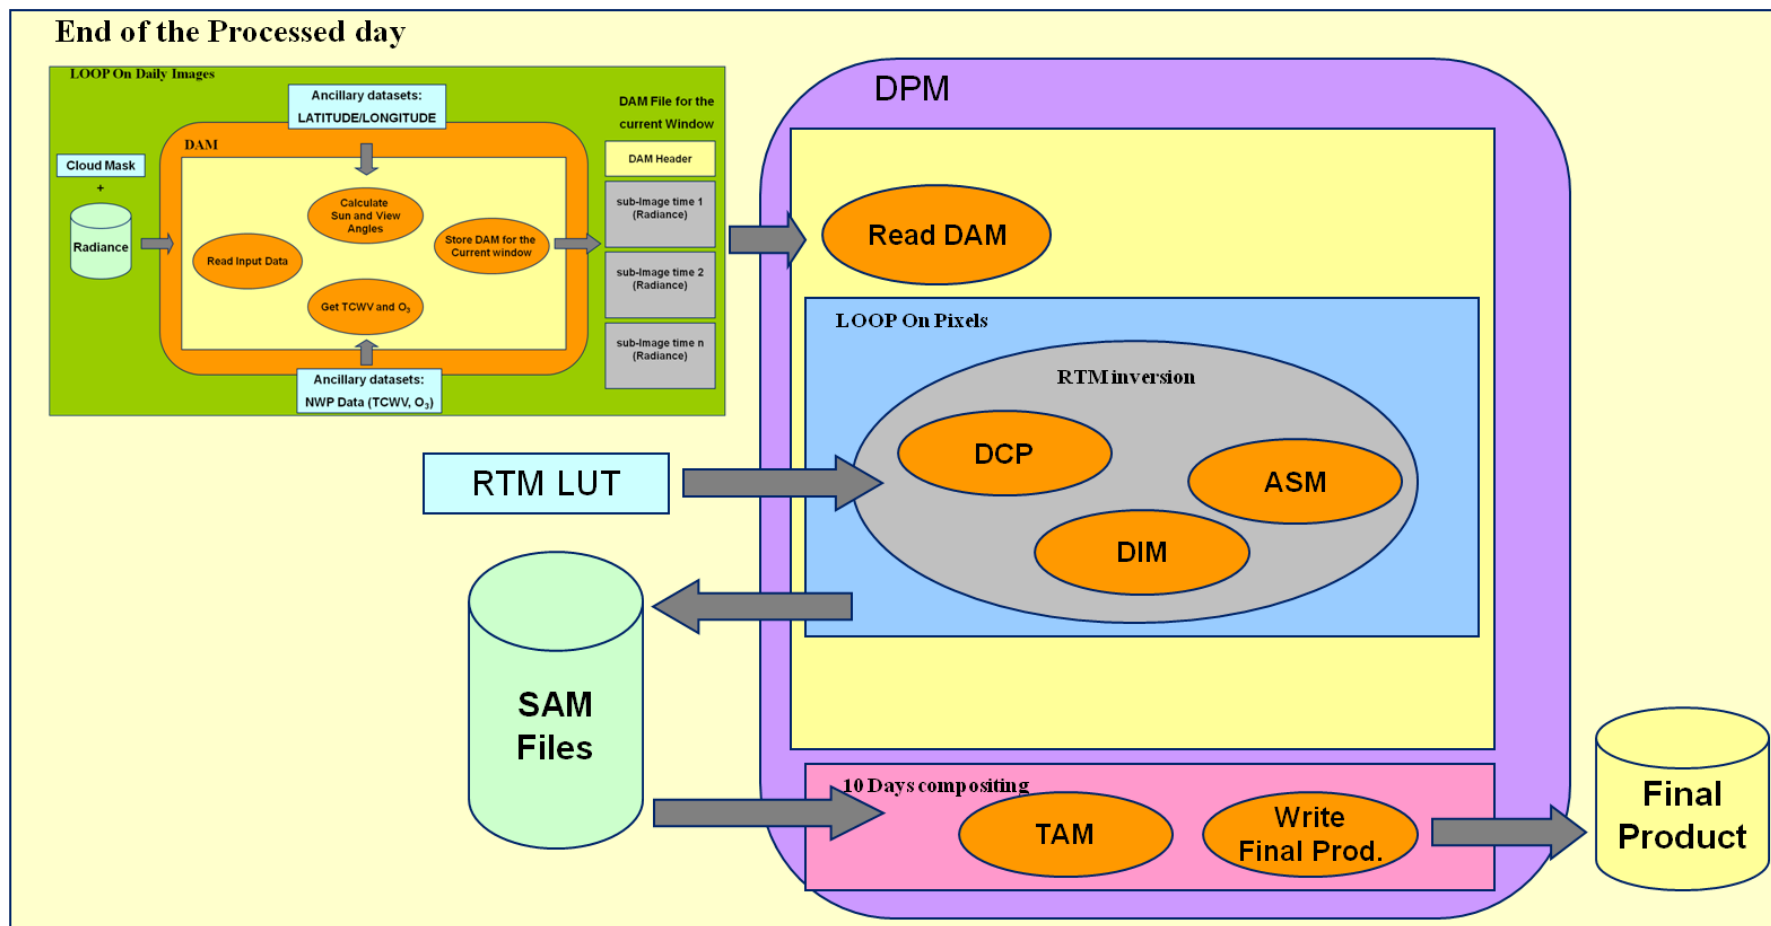 End of the Processed day
LOOP On Daily Images
Ancillary datasets:
LATITUDE/LONGITUDE
DAM File for the
current Window
DAM
Cloud Mask
+
Radiance
DAM Header
Calculate
Sun and View
Angles
Read Input Data
Store DAM for the
Current window
Get TCWV and O₃
sub-Image time 1
(Radiance)
sub-Image time 2
(Radiance)
sub-Image time n
(Radiance)
Ancillary datasets:
NWP Data (TCWV, O₃)
DPM
Read DAM
LOOP On Pixels
RTM inversion
DCP
ASM
DIM
RTM LUT
SAM
Files
10 Days compositing
TAM
Write
Final Prod.
Final
Product